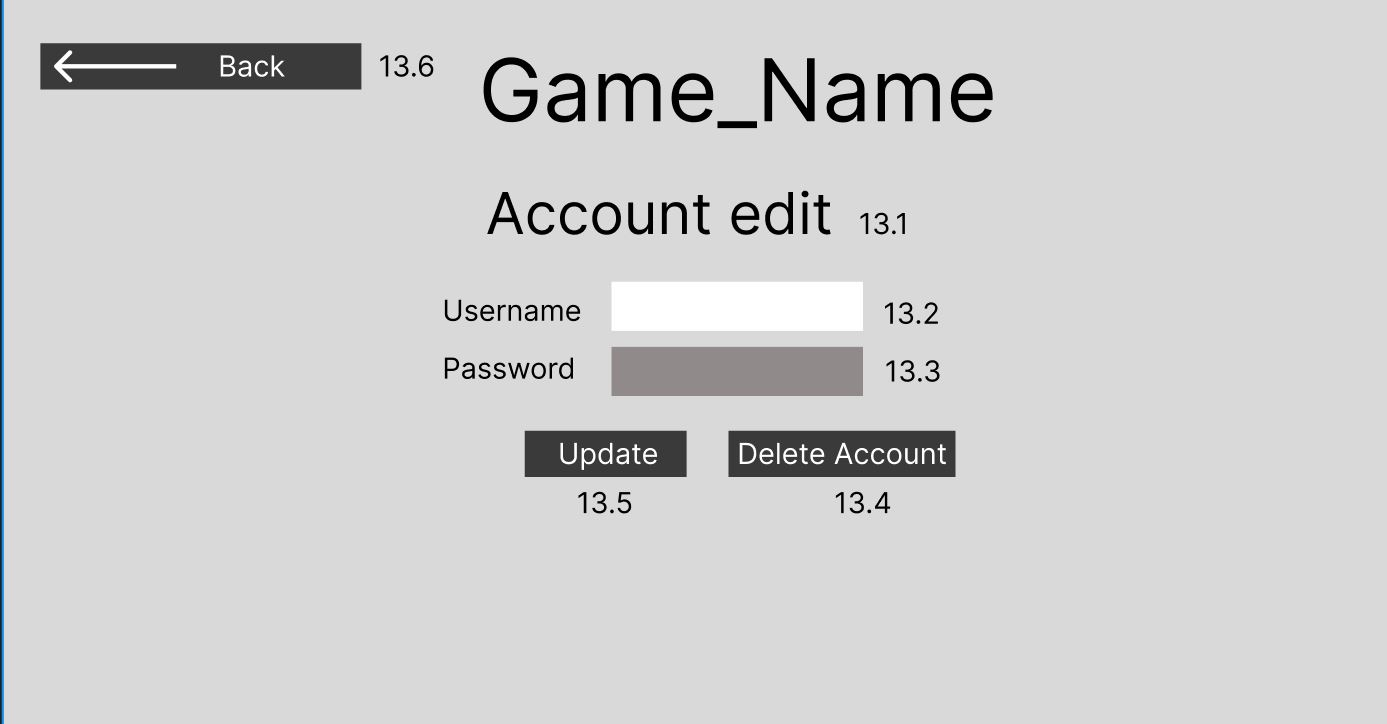 Back 13.6
Game_Name
Account edit 13.1
Username 13.2
Password 13.3
Update Delete Account
13.5 13.4